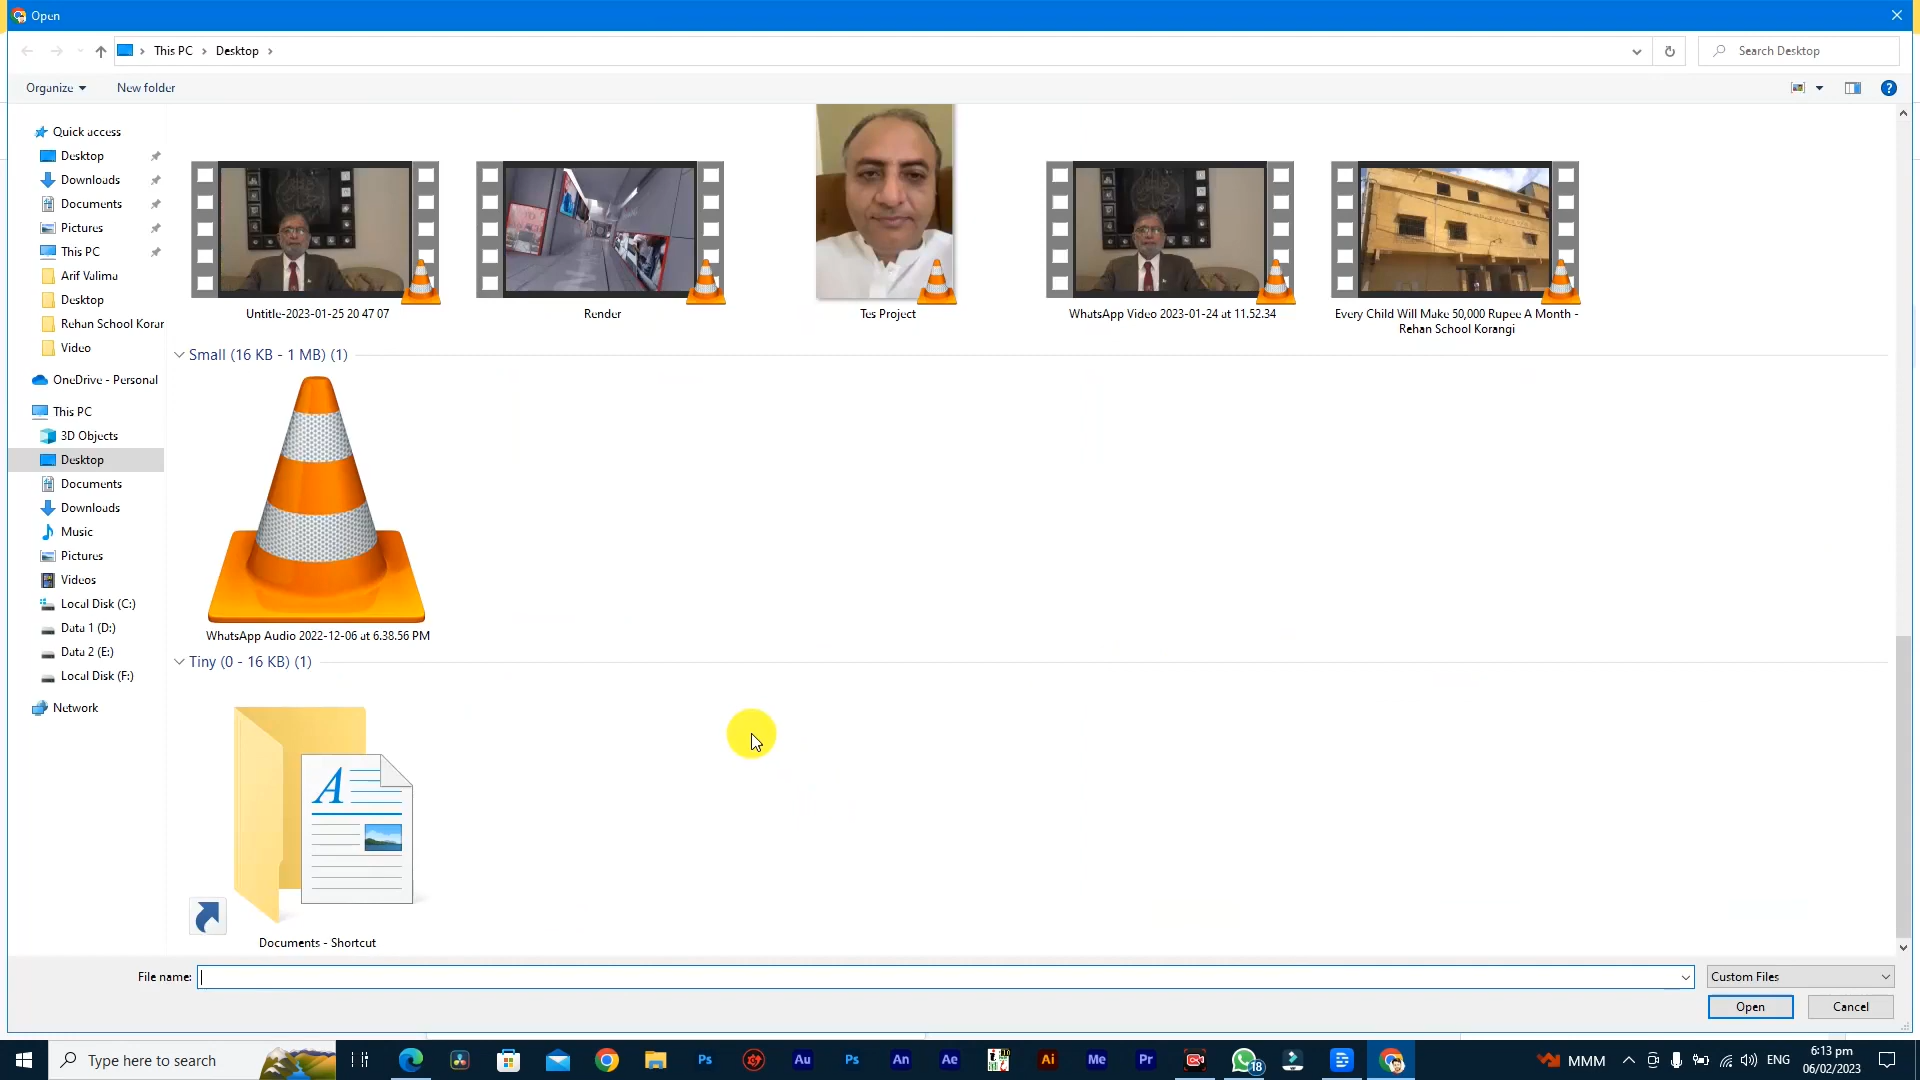 Open
This PC
Desktop
Search Desktop
Organize
New folder
Quick access
Desktop
Downloads
Documents
Pictures
This PC
Arif Valima
Desktop
Rehan School Korar
Video
OneDrive - Personal
This PC
3D Objects
Desktop
Documents
Downloads
Music
Pictures
Videos
Local Disk (C:)
Data 1 (D:)
Data 2 (E:)
Local Disk (F:)
Network
Untitle-2023-01-25 20 47 07
Render
Tes Project
WhatsApp Video 2023-01-24 at 11.52.34
Every Child Will Make 50,000 Rupee A Month -
Rehan School Korangi
Small (16 KB - 1 MB) (1)
WhatsApp Audio 2022-12-06 at 6.38.56 PM
Tiny (0 - 16 KB) (1)
A
Documents - Shortcut
File name:
Custom Files
Open
Cancel
Type here to search
Ps
Au
Ps
An
Ae
Ai
Me
Pr
18
MMM
ENG
6:13 pm
06/02/2023